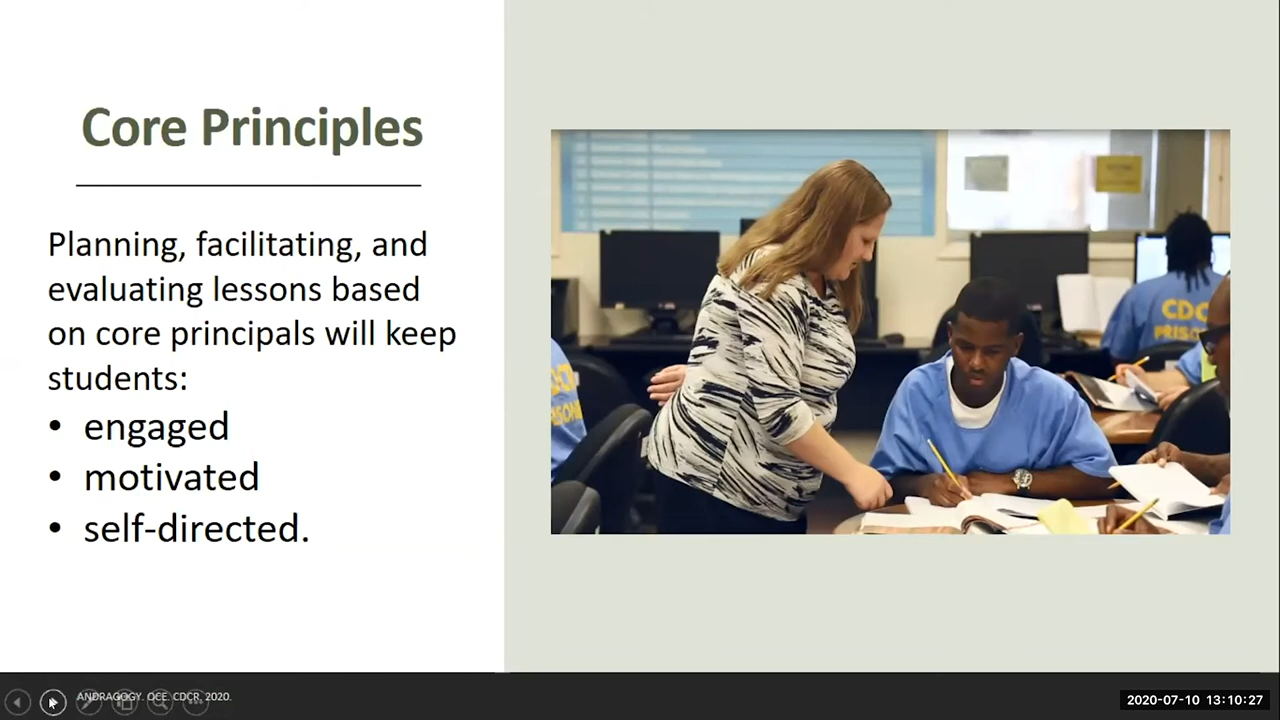 Core Principles
Planning, facilitating, and
evaluating lessons based
on core principals will keep
students:
• engaged
• motivated
• self-directed.
CDC
PRISON
ANDRAGOGY. OCE. CDCR. 2020.
2020-07-10 13:10:27